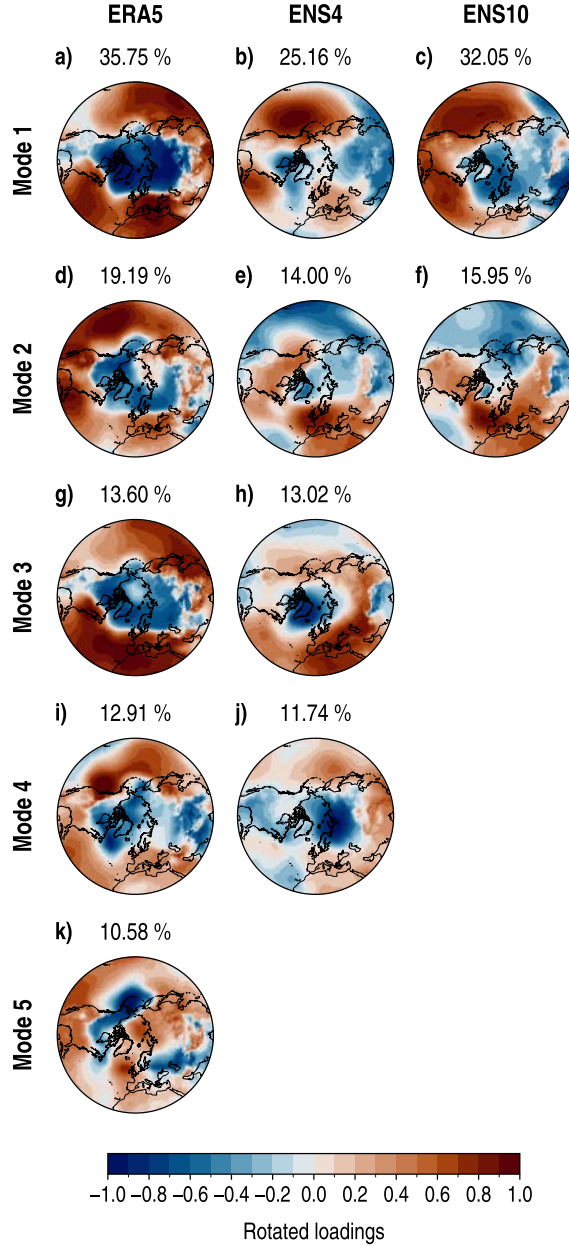 ERA5 ENS4 ENS10
a) 35.75 % b) 25.16 % c) 32.05 %
Mode 1
d) 19.19 % e) 14.00 % f) 15.95 %
Mode 2
g) 13.60 % h) 13.02 %
Mode 3
i) 12.91 % j) 11.74 %
Mode 4
k) 10.58 %
Mode 5
−1.0 −0.8 −0.6 −0.4 −0.2 0.0 0.2 0.4 0.6 0.8 1.0
Rotated loadings